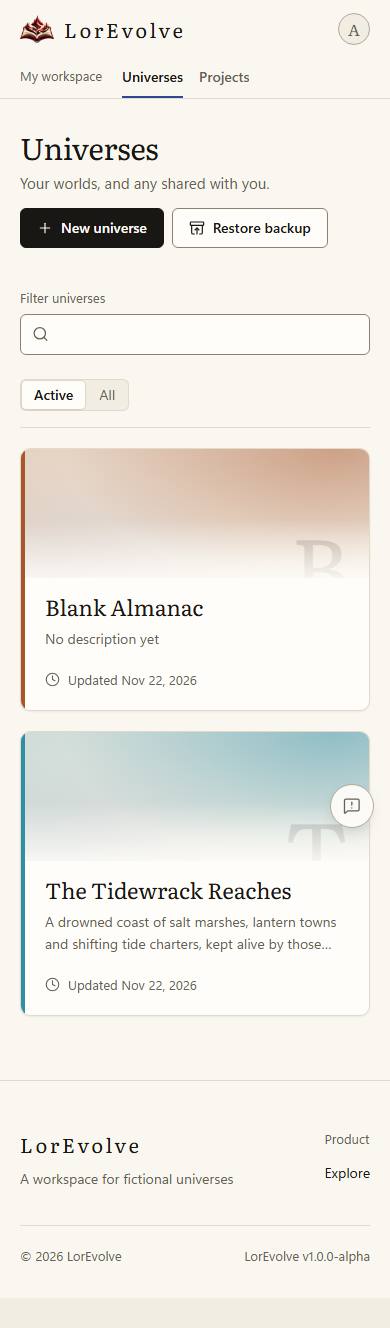 LorEvolve
A
My workspace
Universes
Projects
Universes
Your worlds, and any shared with you.
New universe
Restore backup
Filter universes
Active
All
B
Blank Almanac
No description yet
Updated Nov 22, 2026
T
The Tidewrack Reaches
A drowned coast of salt marshes, lantern towns
and shifting tide charters, kept alive by those...
Updated Nov 22, 2026
LorEvolve
A workspace for fictional universes
Product
Explore
© 2026 LorEvolve
LorEvolve v1.0.0-alpha